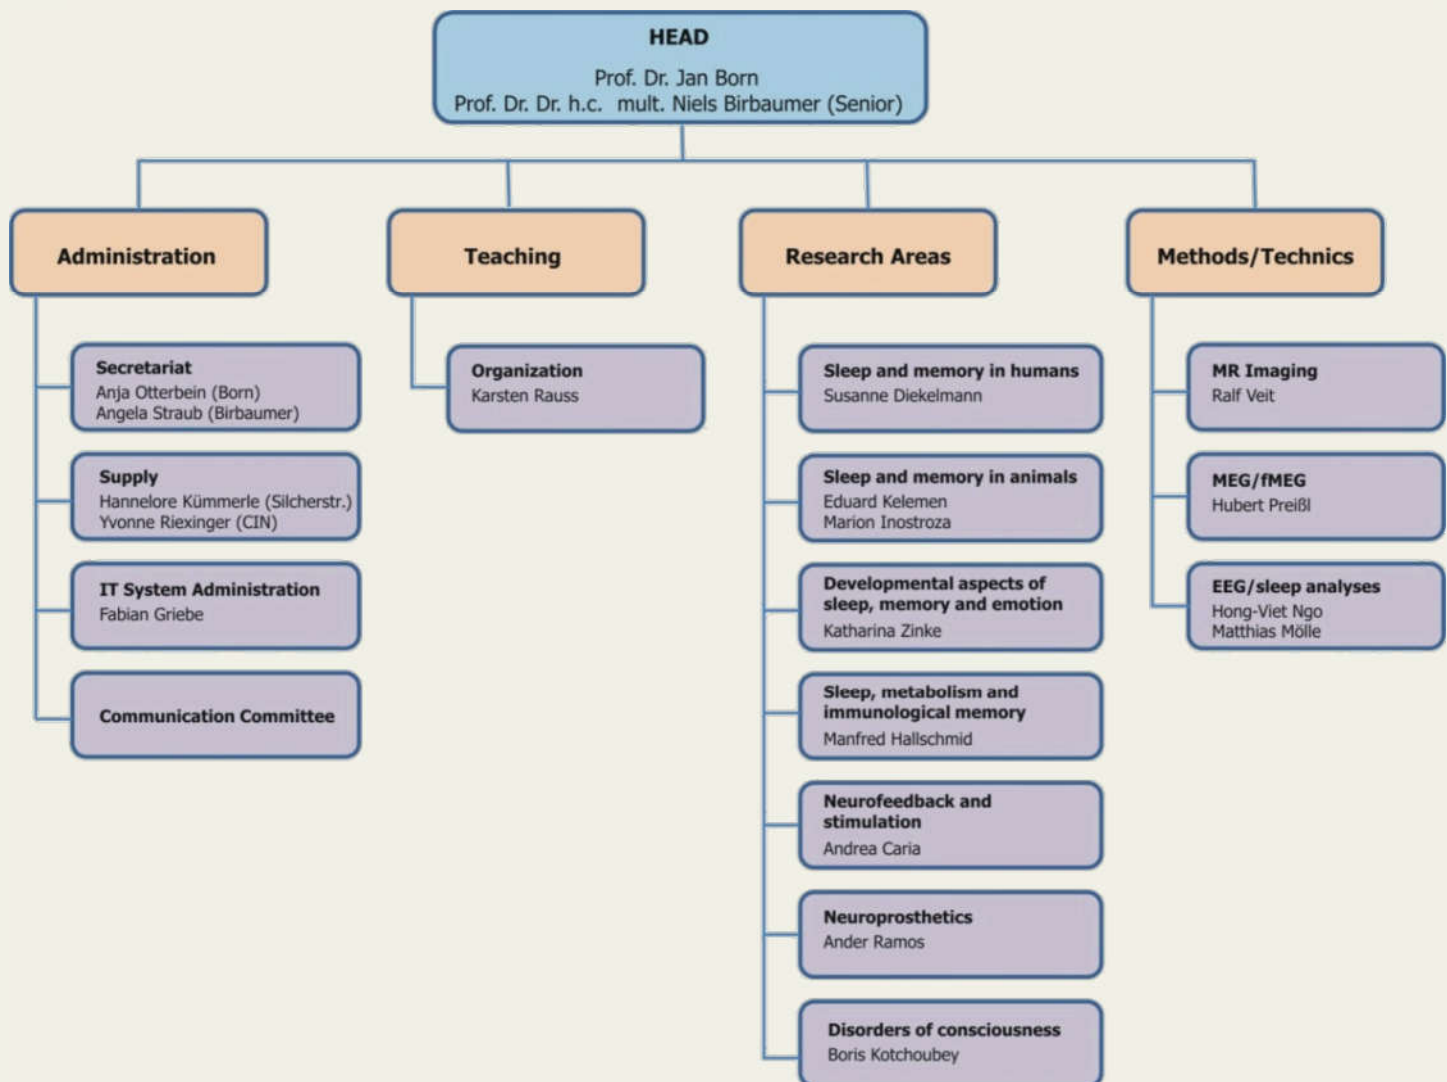 HEAD
Prof. Dr. Jan Born
Prof. Dr. Dr. h.c. mult. Niels Birbaumer (Senior)
Administration
Secretariat
Anja Otterbein (Born)
Angela Straub (Birbaumer)
Supply
Hannelore Kümmerle (Silcherstr.)
Yvonne Riexinger (CIN)
IT System Administration
Fabian Griebe
Communication Committee
Teaching
Organization
Karsten Rauss
Research Areas
Sleep and memory in humans
Susanne Diekelmann
Sleep and memory in animals
Eduard Kelemen
Marion Inostroza
Developmental aspects of
sleep, memory and emotion
Katharina Zinke
Sleep, metabolism and
immunological memory
Manfred Hallschmid
Neurofeedback and
stimulation
Andrea Caria
Neuroprosthetics
Ander Ramos
Disorders of consciousness
Boris Kotchoubey
Methods/Technics
MR Imaging
Ralf Veit
MEG/fMEG
Hubert Preißl
EEG/sleep analyses
Hong-Viet Ngo
Matthias Mölle